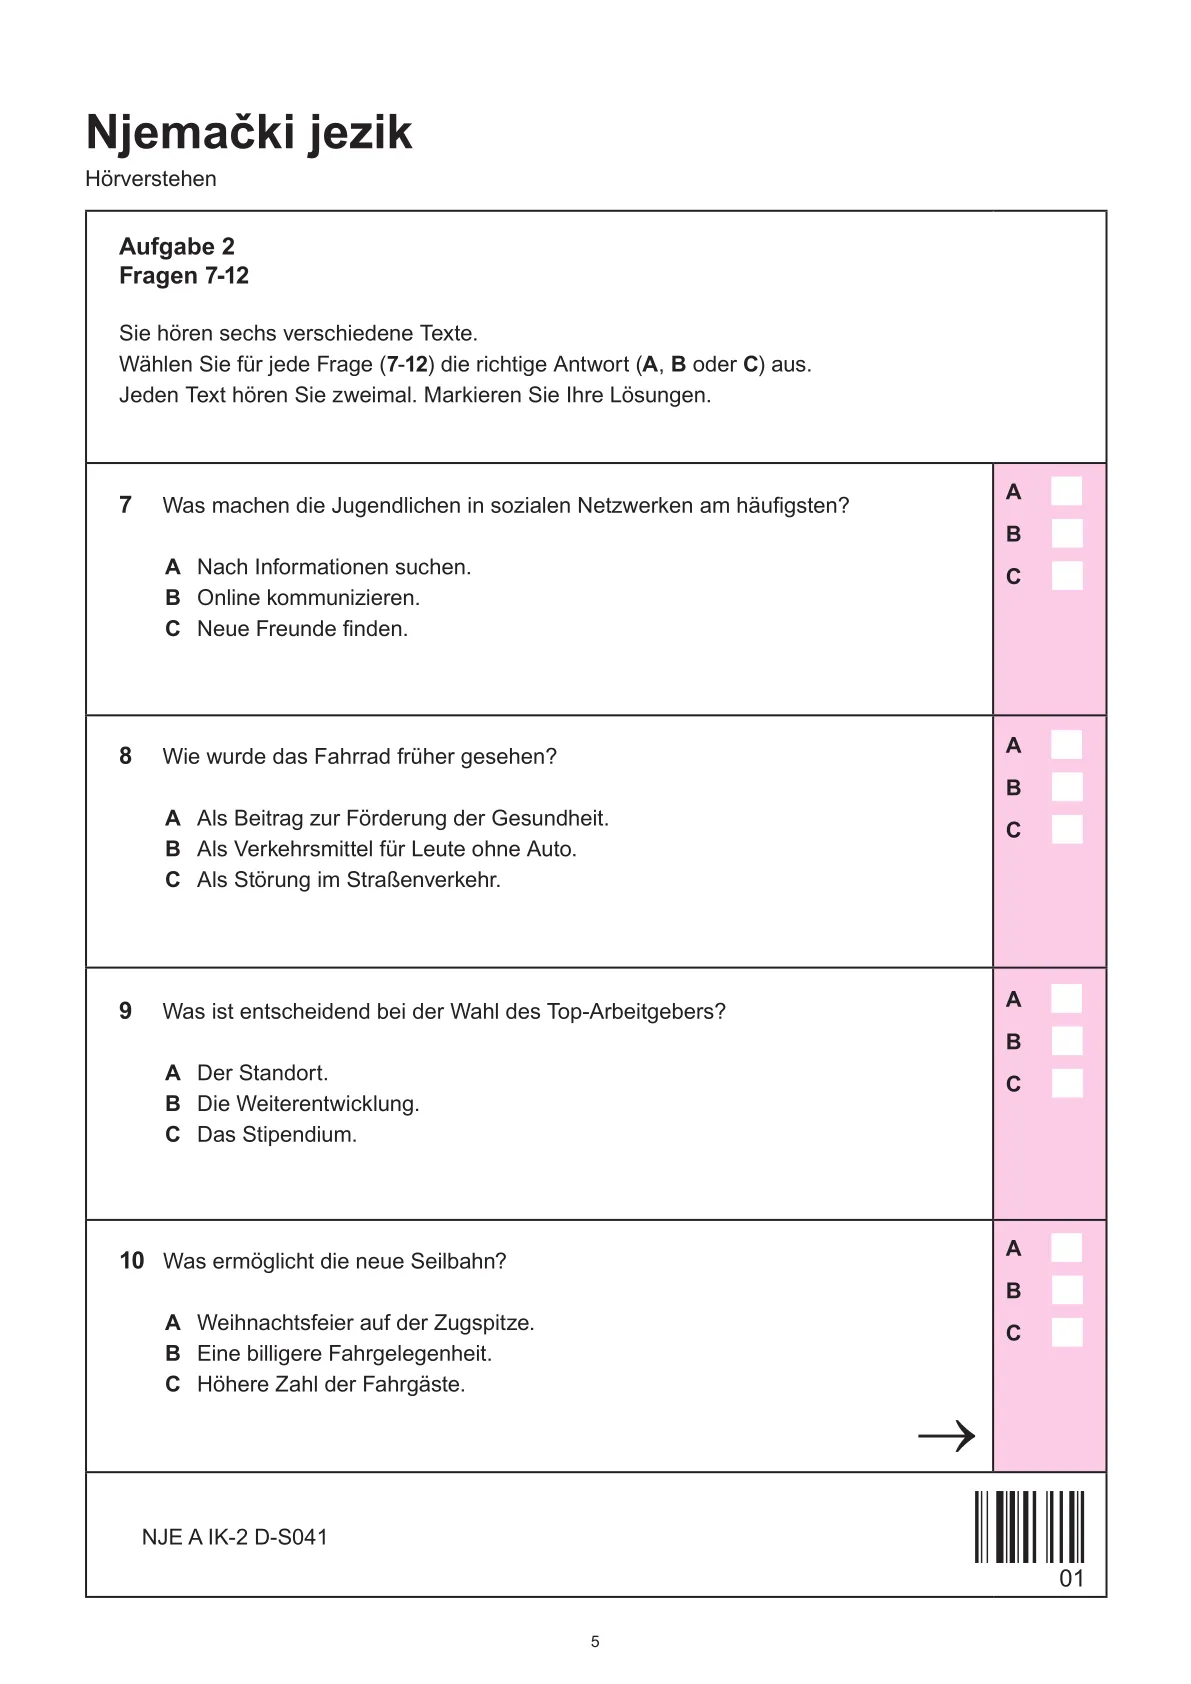 Njemački jezik
Hörverstehen
Aufgabe 2
Fragen 7-12
Sie hören sechs verschiedene Texte.
Wählen Sie für jede Frage (7-12) die richtige Antwort (A, B oder C) aus.
Jeden Text hören Sie zweimal. Markieren Sie Ihre Lösungen.
7 Was machen die Jugendlichen in sozialen Netzwerken am häufigsten?
A Nach Informationen suchen.
B Online kommunizieren.
C Neue Freunde finden.
A
B
C
8 Wie wurde das Fahrrad früher gesehen?
A Als Beitrag zur Förderung der Gesundheit.
B Als Verkehrsmittel für Leute ohne Auto.
C Als Störung im Straßenverkehr.
A
B
C
9 Was ist entscheidend bei der Wahl des Top-Arbeitgebers?
A Der Standort.
B Die Weiterentwicklung.
C Das Stipendium.
A
B
C
10 Was ermöglicht die neue Seilbahn?
A Weihnachtsfeier auf der Zugspitze.
B Eine billigere Fahrgelegenheit.
C Höhere Zahl der Fahrgäste.
A
B
C
NJE A IK-2 D-S041
01
5